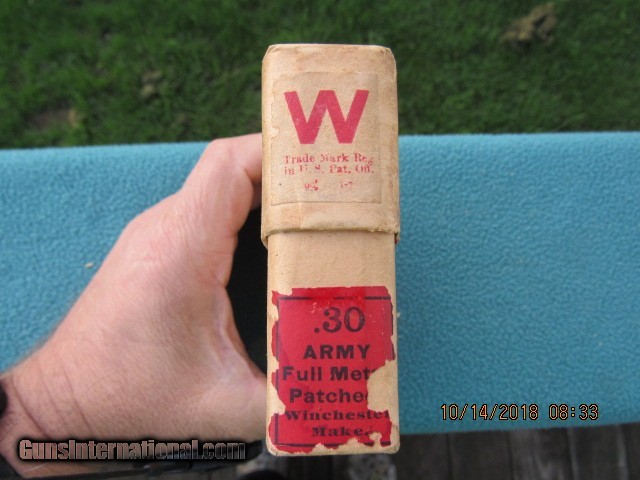 W
Trade Mark Reg.
in U. S. Pat. Off.
.30
ARMY
Full Met
Patche
Winchester
Make.
10/14/2018 08:33
GunsInternational.com